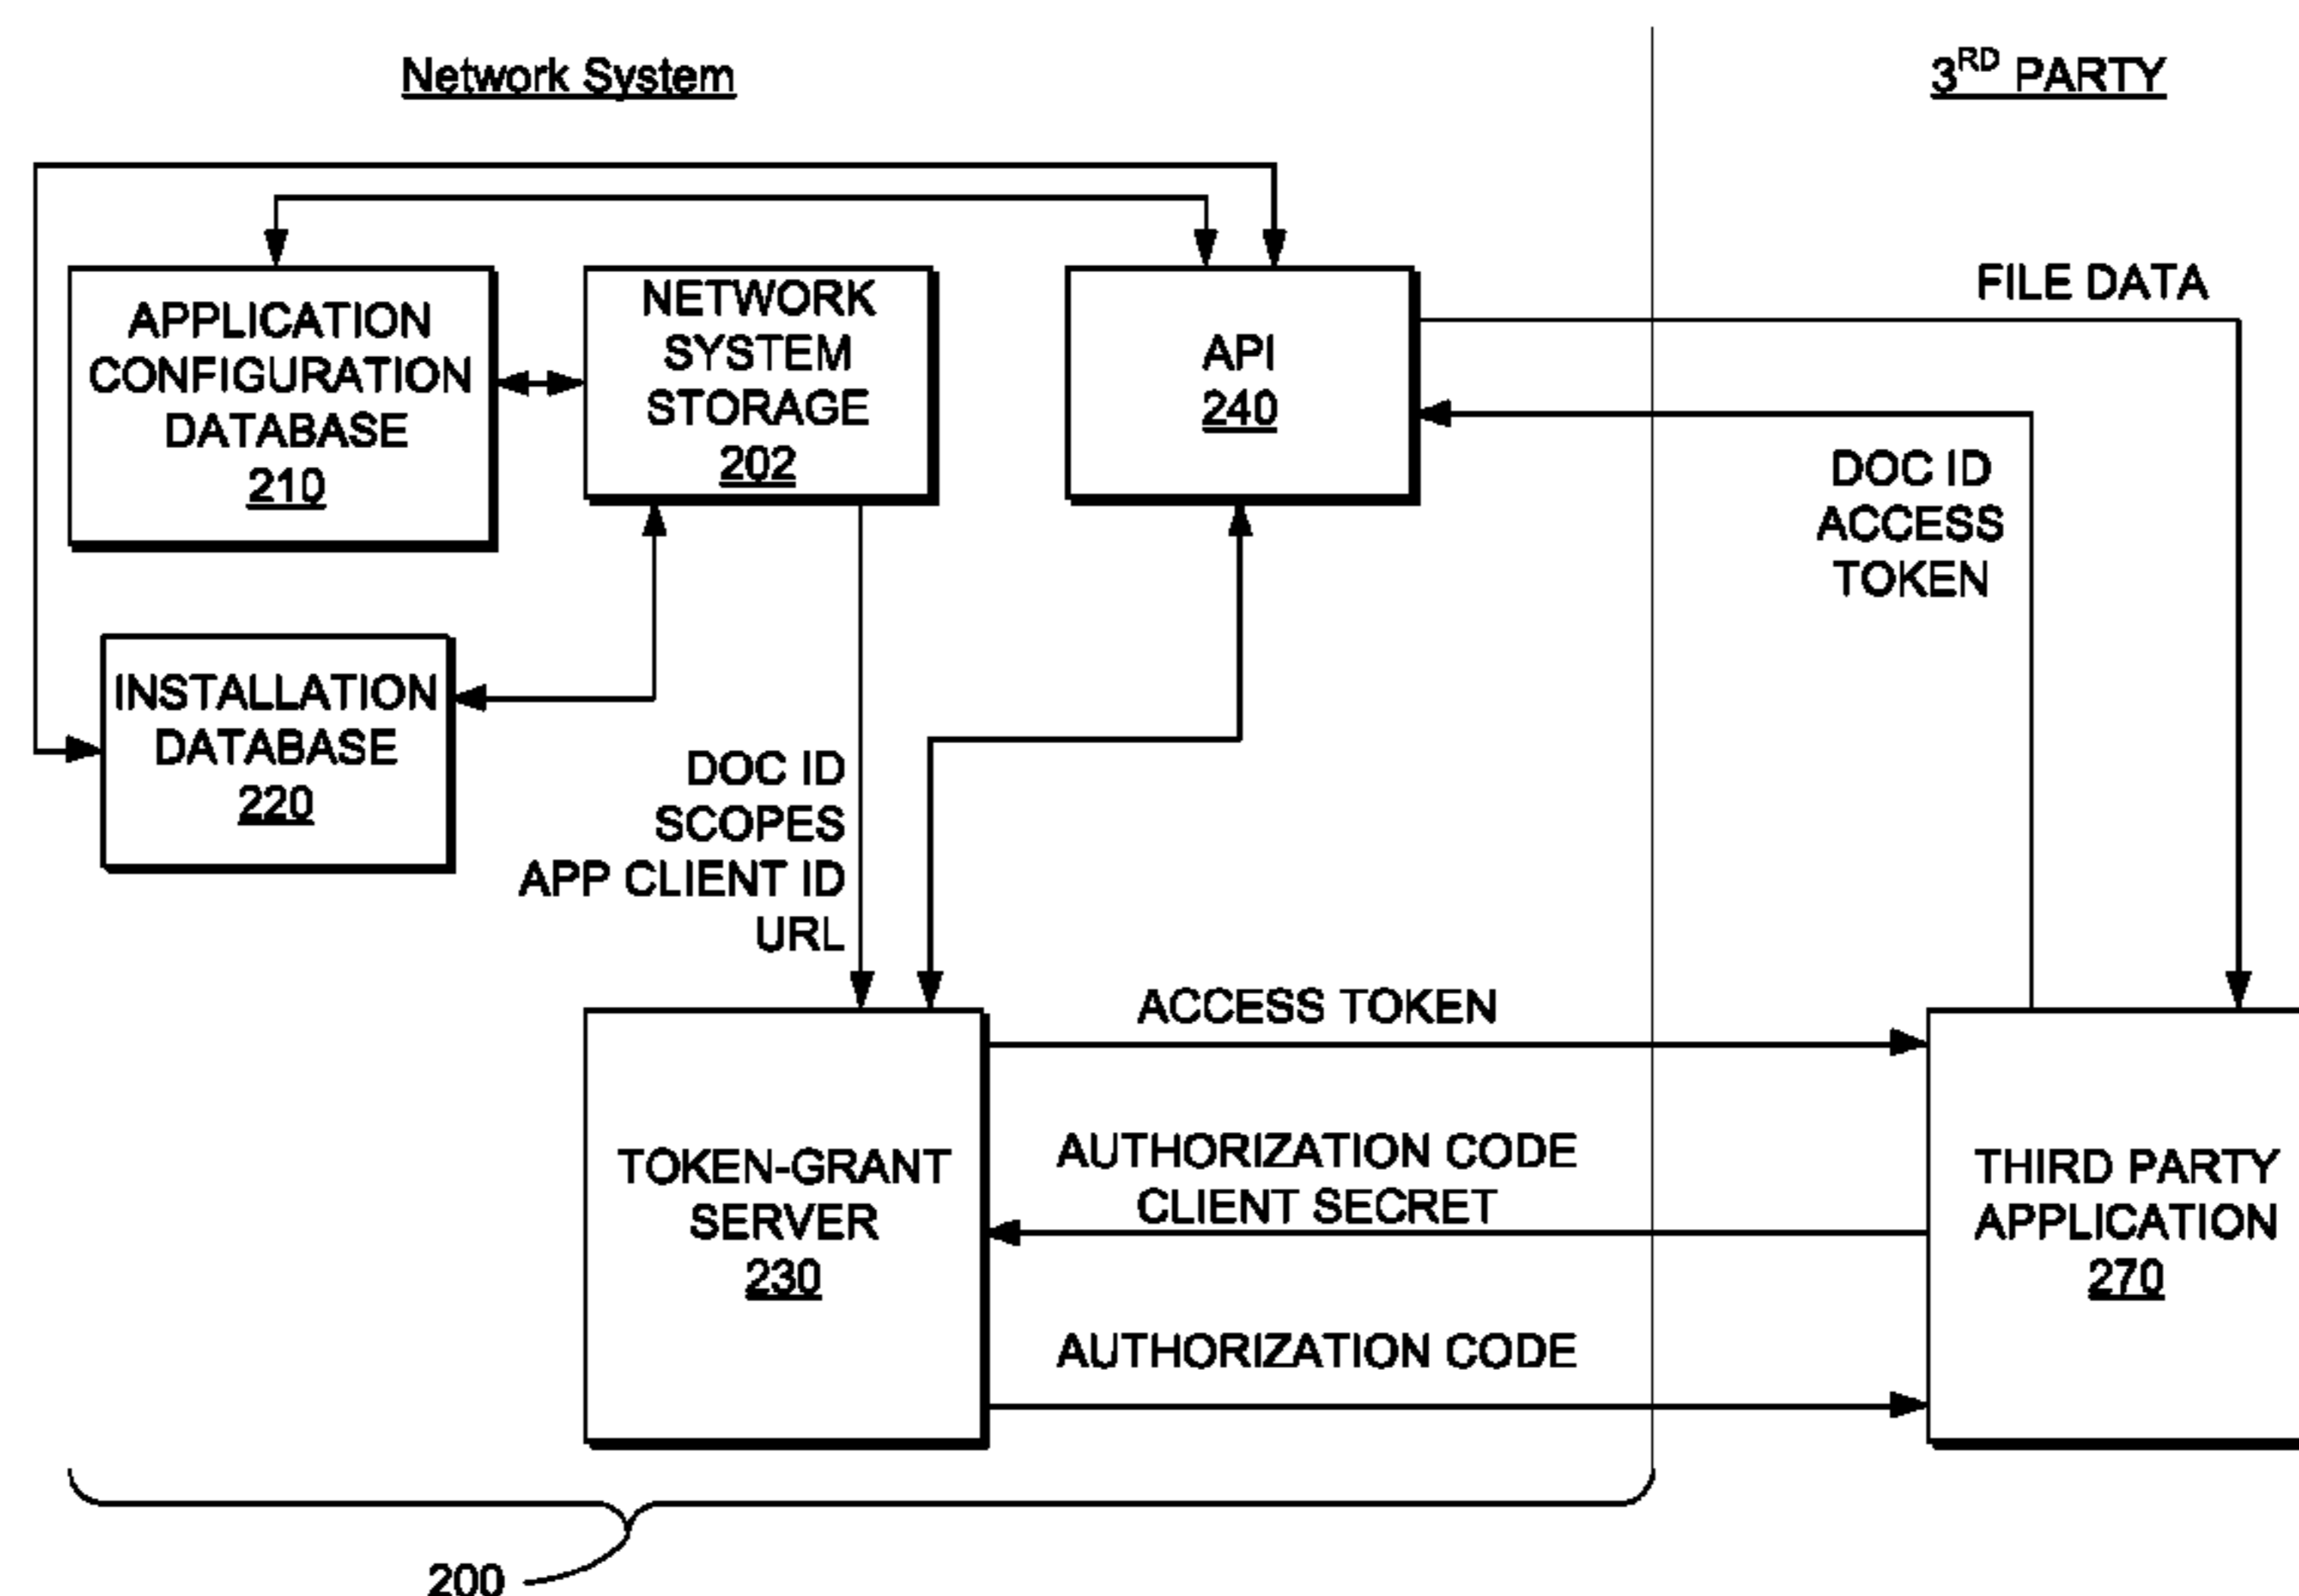 Network System
3RD PARTY
APPLICATION
CONFIGURATION
DATABASE
210
NETWORK
SYSTEM
STORAGE
202
API
240
FILE DATA
DOC ID
ACCESS
TOKEN
INSTALLATION
DATABASE
220
DOC ID
SCOPES
APP CLIENT ID
URL
TOKEN-GRANT
SERVER
230
ACCESS TOKEN
AUTHORIZATION CODE
CLIENT SECRET
AUTHORIZATION CODE
THIRD PARTY
APPLICATION
270
200